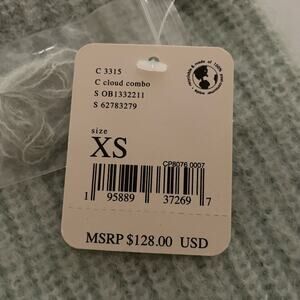 C 3315
C cloud combo
S OB1332211
S 62783279
size
XS
CP8076 0007
1 95889 37269 7
MSRP $128.00 USD